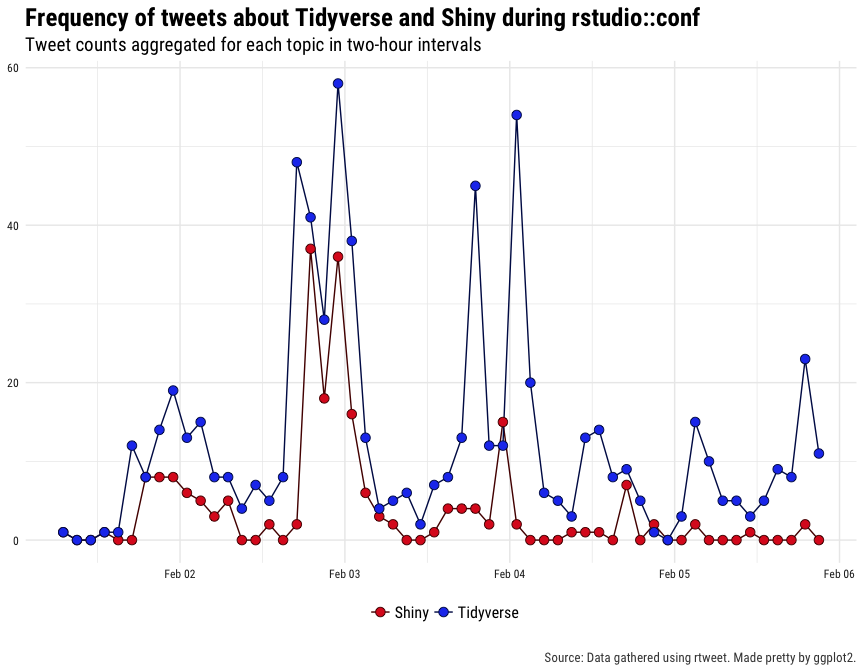 Frequency of tweets about Tidyverse and Shiny during rstudio::conf
Tweet counts aggregated for each topic in two-hour intervals
60
40
20
0
Feb 02 Feb 03 Feb 04 Feb 05 Feb 06
Shiny Tidyverse
Source: Data gathered using rtweet. Made pretty by ggplot2.